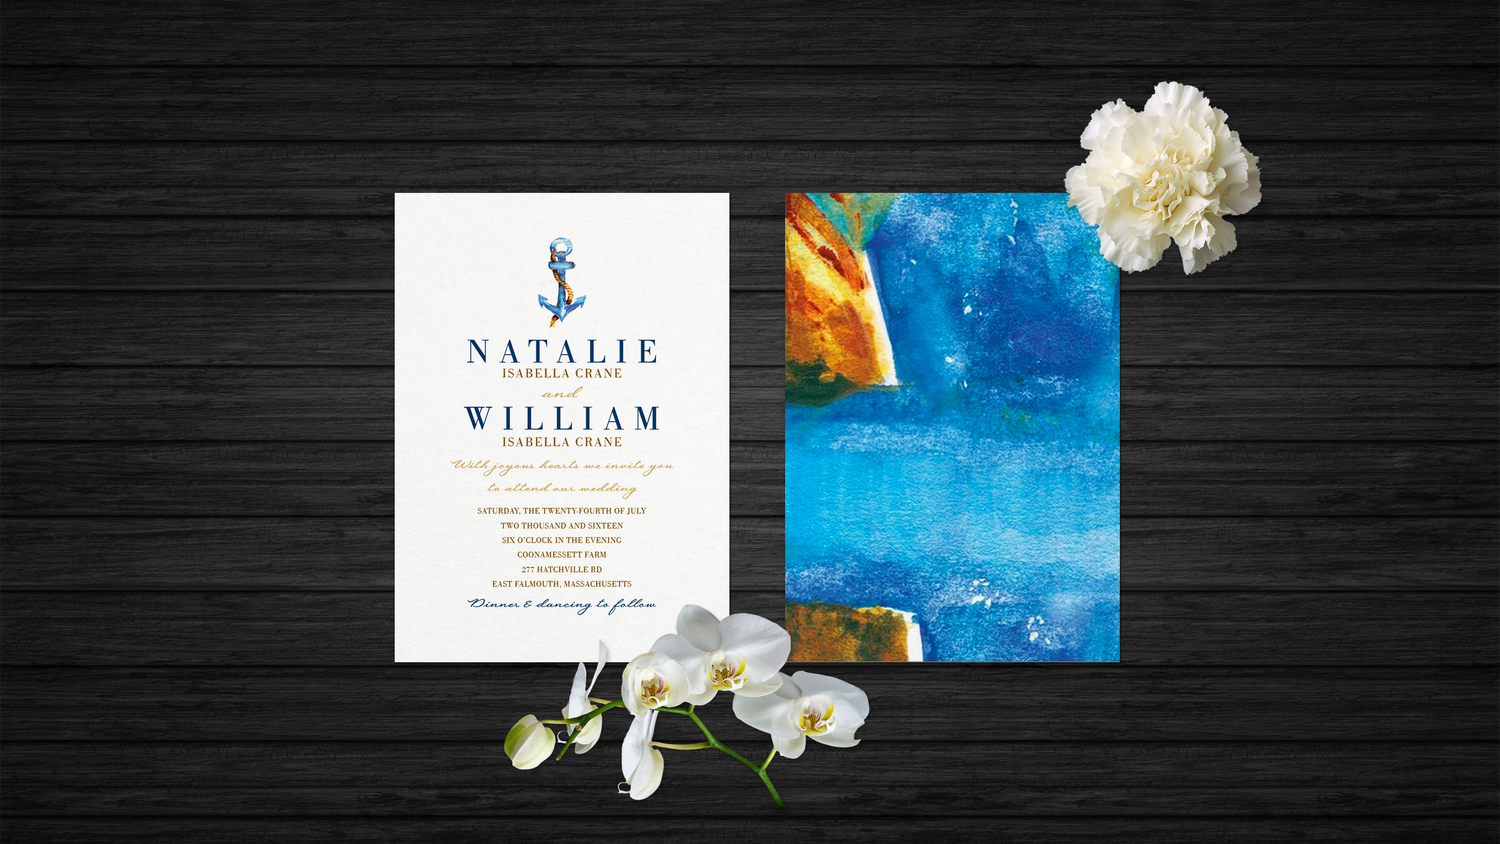 NATALIE
ISABELLA CRANE
and
WILLIAM
ISABELLA CRANE
With joyous hearts we invite you
to attend our wedding
SATURDAY, THE TWENTY-FOURTH OF JULY
TWO THOUSAND AND SIXTEEN
SIX O'CLOCK IN THE EVENING
COONAMESSETT FARM
277 HATCHVILLE RD
EAST FALMOUTH, MASSACHUSETTS
Dinner & dancing to follow